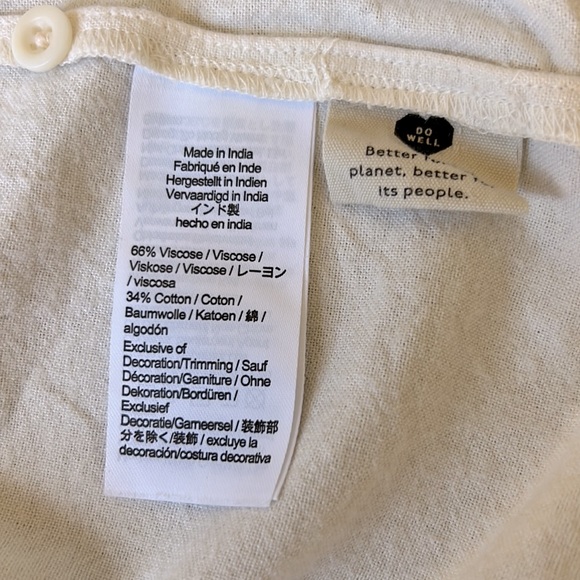 Made in India
Fabriqué en Inde
Hergestellt in Indien
Vervaardigd in India
インド製
hecho en india
66% Viscose / Viscose /
Viskose / Viscose / レーヨン
/ viscosa
34% Cotton / Coton /
Baumwolle / Katoen / 綿 /
algodón
Exclusive of
Decoration/Trimming / Sauf
Décoration/Garniture / Ohne
Dekoration/Bordüren /
Exclusief
Decoratie/Garneersel / 装飾部
分を除く/装飾 / excluye la
decoración/costura decorativa
DO
WELL
Better
planet, better
its people.